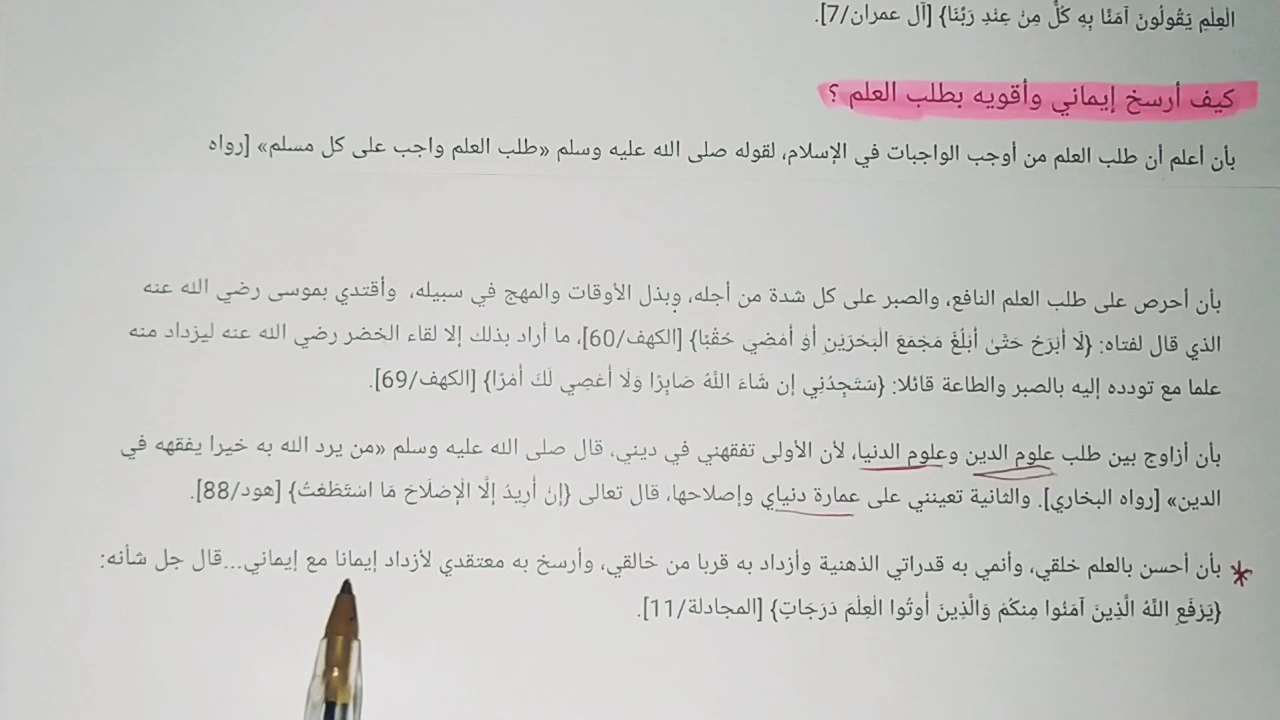 الْعِلْمِ يَقُولُونَ آمَنَّا بِهِ كُلٌّ مِنْ عِنْدِ رَبِّنَا} [آل عمران/7].
كيف أرسخ إيماني وأقويه بطلب العلم ؟
بأن أعلم أن طلب العلم من أوجب الواجبات في الإسلام، لقوله صلى الله عليه وسلم «طلب العلم واجب على كل مسلم» [رواه
بأن أحرص على طلب العلم النافع، والصبر على كل شدة من أجله، وبذل الأوقات والمهج في سبيله، وأقتدي بموسى رضي الله عنه
الذي قال لفتاه: {لَا أَبْرَحُ حَتَّىٰ أَبْلُغَ مَجْمَعَ الْبَحْرَيْنِ أَوْ أَمْضِيَ حُقُبًا} [الكهف/60]، ما أراد بذلك إلا لقاء الخضر رضي الله عنه ليزداد منه
علما مع تودده إليه بالصبر والطاعة قائلا: {سَتَجِدُنِي إِن شَاءَ اللَّهُ صَابِرًا وَلَا أَعْصِي لَكَ أَمْرًا} [الكهف/69].
بأن أزاوج بين طلب علوم الدين وعلوم الدنيا، لأن الأولى تفقهني في ديني، قال صلى الله عليه وسلم «من يرد الله به خيرا يفقهه في
الدين» [رواه البخاري]. والثانية تعينني على عمارة دنياي وإصلاحها، قال تعالى {إِنْ أُرِيدُ إِلَّا الْإِصْلَاحَ مَا اسْتَطَعْتُ} [هود/88].
* بأن أحسن بالعلم خلقي، وأنمي به قدراتي الذهنية وأزداد به قربا من خالقي، وأرسخ به معتقدي لأزداد إيمانا مع إيماني...قال جل شأنه:
{يَرْفَعِ اللَّهُ الَّذِينَ آمَنُوا مِنكُمْ وَالَّذِينَ أُوتُوا الْعِلْمَ دَرَجَاتٍ} [المجادلة/11].